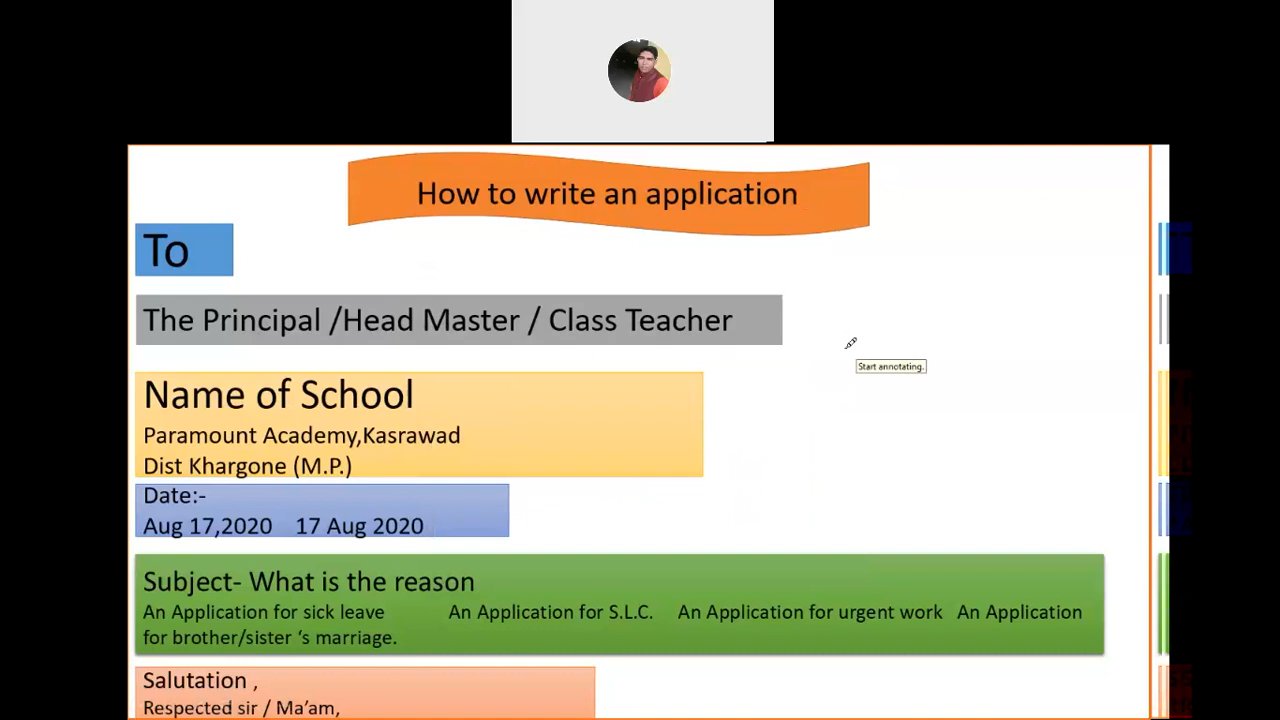 How to write an application
To
The Principal /Head Master / Class Teacher
Start annotating.
Name of School
Paramount Academy,Kasrawad
Dist Khargone (M.P.)
Date:-
Aug 17,2020 17 Aug 2020
Subject- What is the reason
An Application for sick leave An Application for S.L.C. An Application for urgent work An Application
for brother/sister ‘s marriage.
Salutation ,
Respected sir / Ma’am,